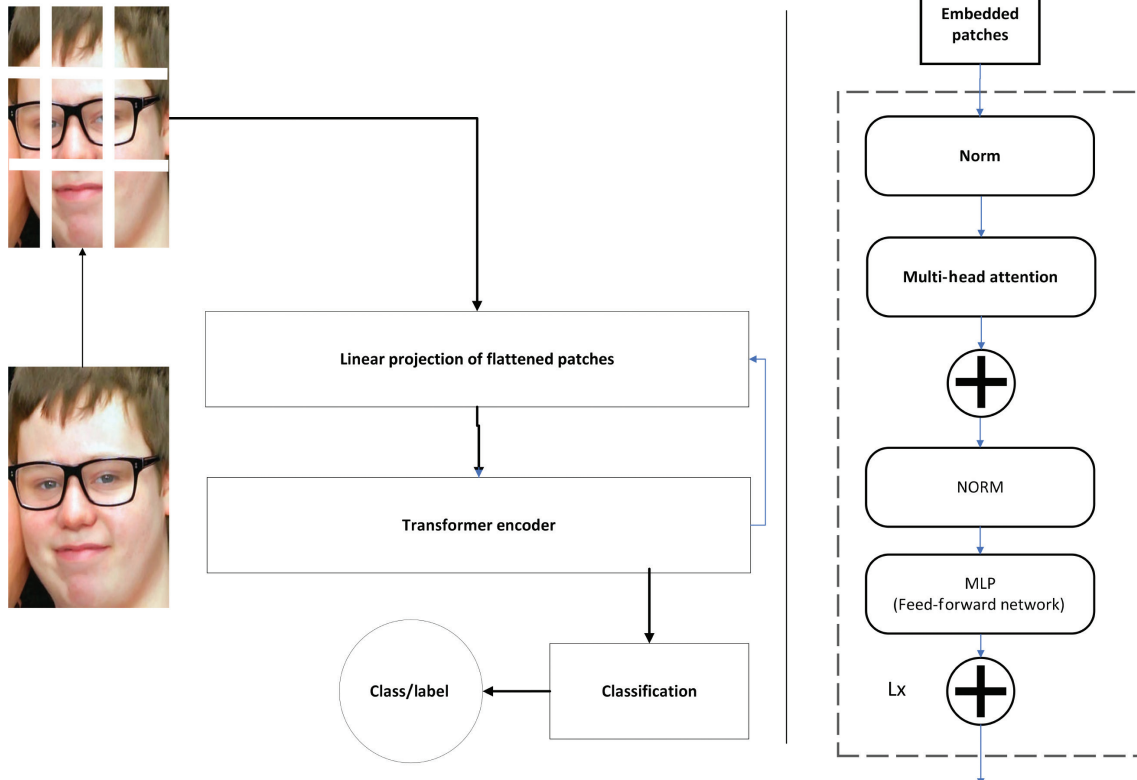 Linear projection of flattened patches
Transformer encoder
Classification
Class/label
Embedded
patches
Norm
Multi-head attention
NORM
MLP
(Feed-forward network)
Lx